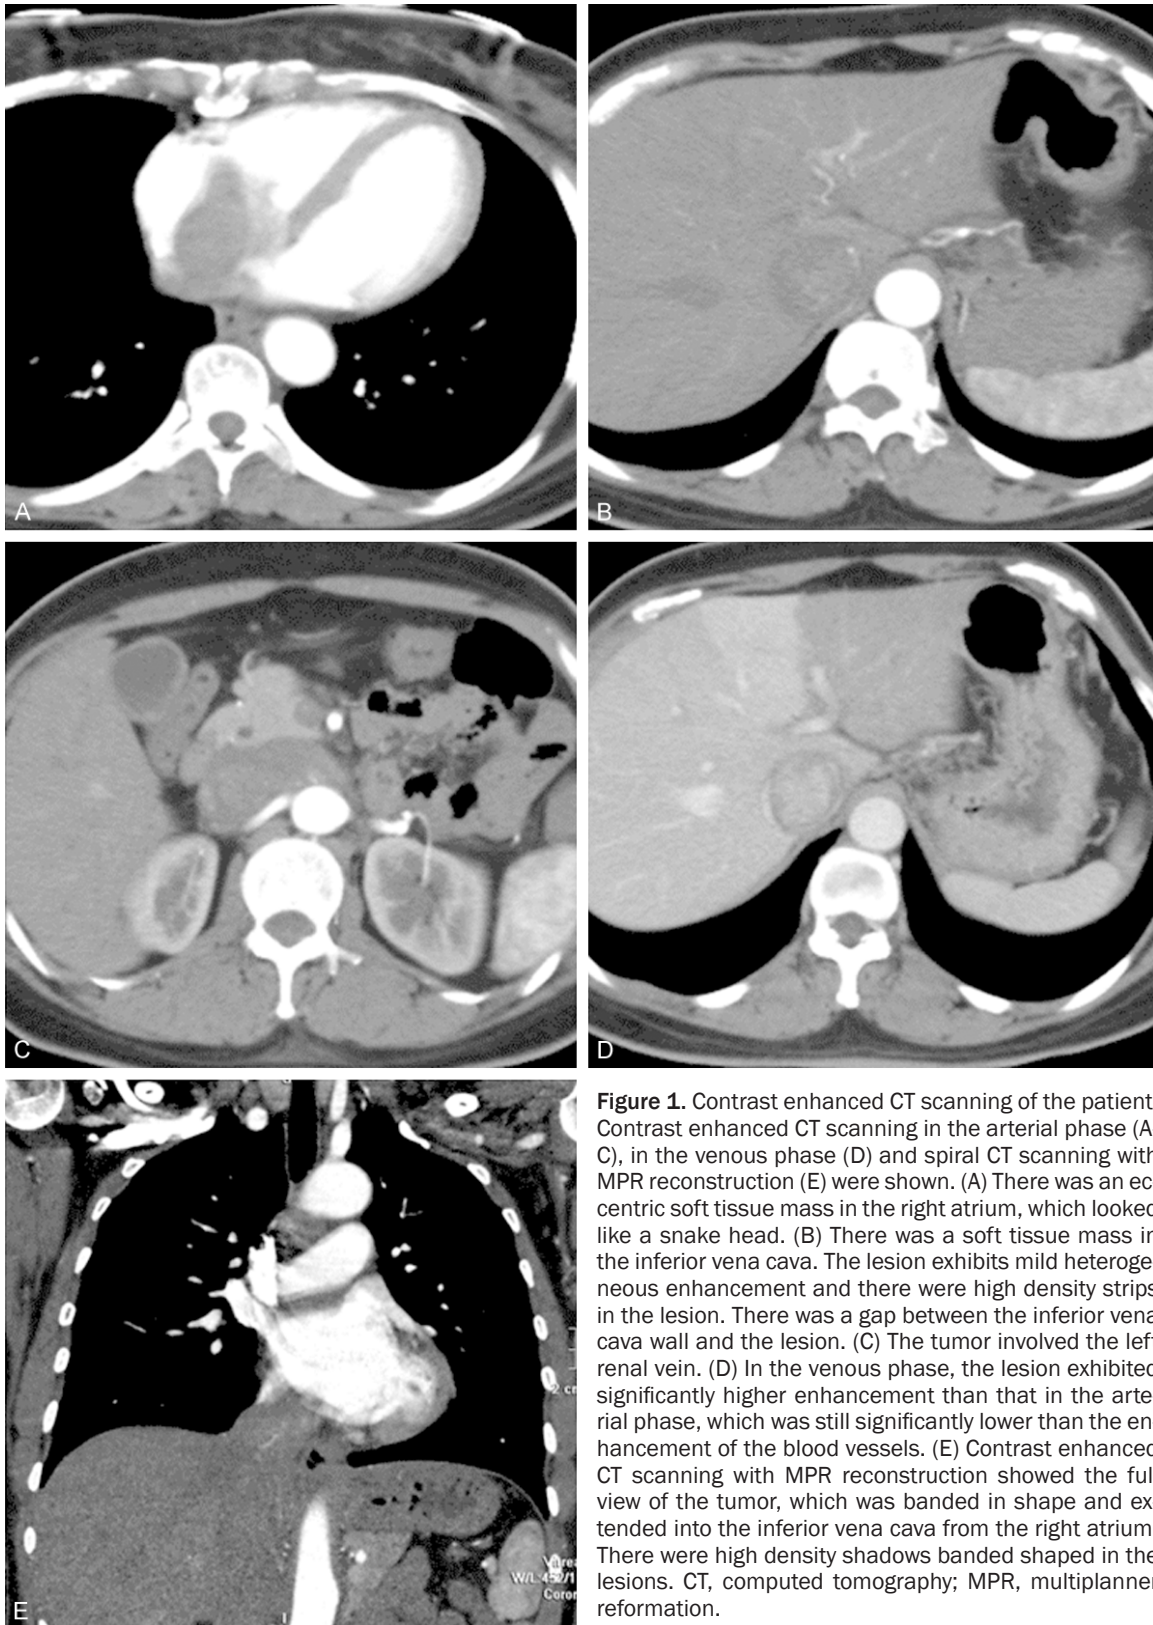 A
B
C
D
E
2 cm
W/L:452/1
Coror
Figure 1. Contrast enhanced CT scanning of the patient
Contrast enhanced CT scanning in the arterial phase (A
C), in the venous phase (D) and spiral CT scanning with
MPR reconstruction (E) were shown. (A) There was an ec
centric soft tissue mass in the right atrium, which looked
like a snake head. (B) There was a soft tissue mass in
the inferior vena cava. The lesion exhibits mild heteroge
neous enhancement and there were high density strips
in the lesion. There was a gap between the inferior vena
cava wall and the lesion. (C) The tumor involved the left
renal vein. (D) In the venous phase, the lesion exhibited
significantly higher enhancement than that in the arte
rial phase, which was still significantly lower than the en
hancement of the blood vessels. (E) Contrast enhanced
CT scanning with MPR reconstruction showed the full
view of the tumor, which was banded in shape and ex
tended into the inferior vena cava from the right atrium
There were high density shadows banded shaped in the
lesions. CT, computed tomography; MPR, multiplanner
reformation.